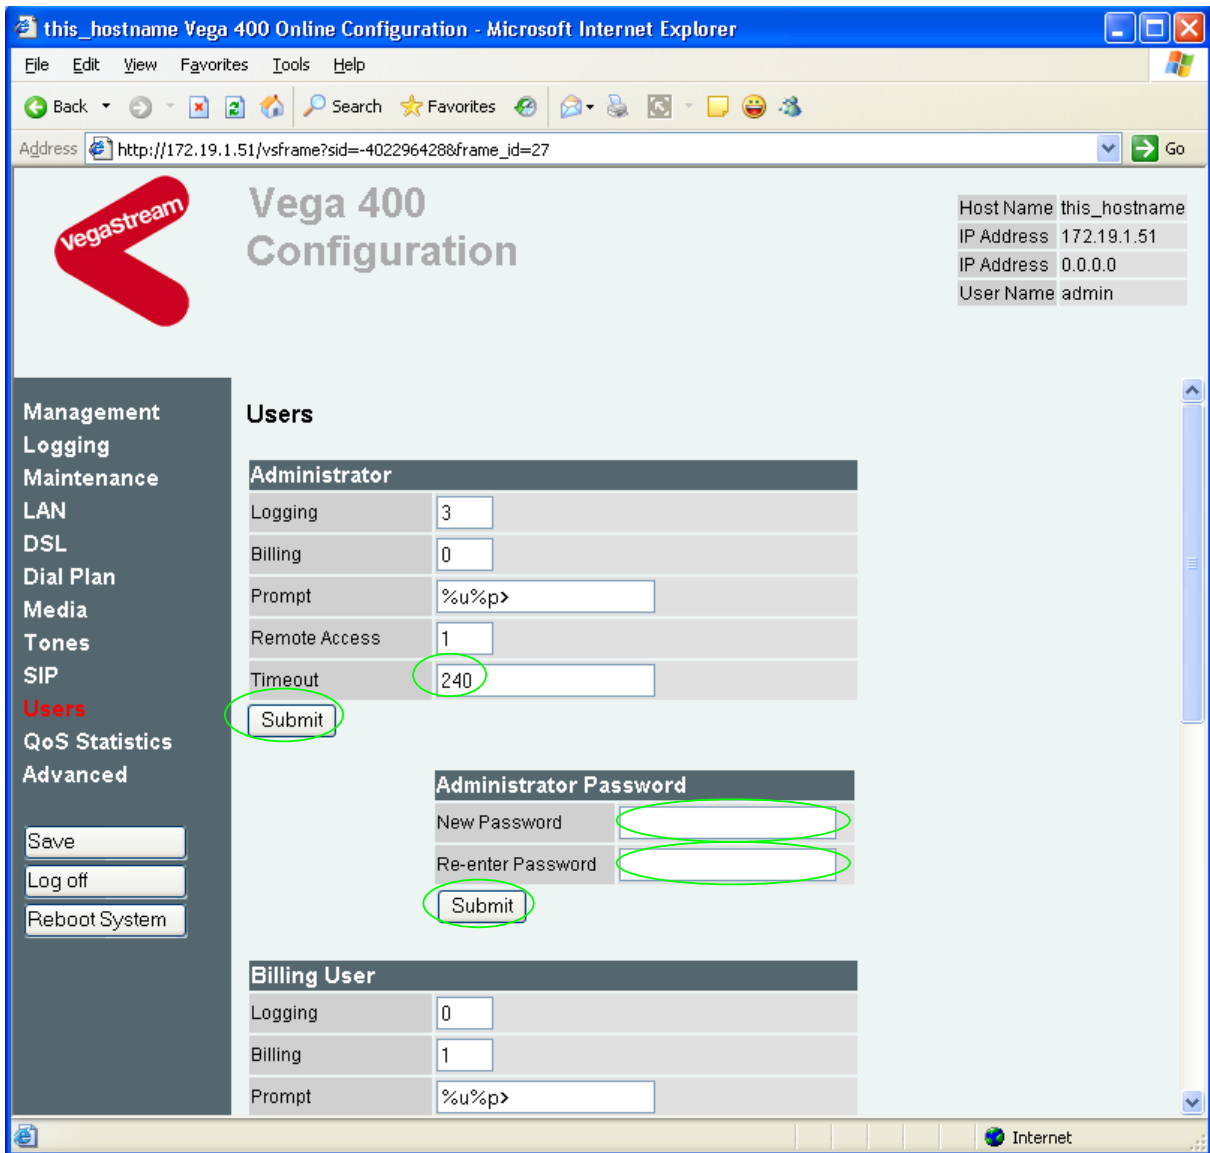 this_hostname Vega 400 Online Configuration - Microsoft Internet Explorer
File Edit View Favorites Tools Help
Back Search Favorites
Address http://172.19.1.51/vsframe?sid=-402296428&frame_id=27 Go
VegaStream
Vega 400
Configuration
Host Name this_hostname
IP Address 172.19.1.51
IP Address 0.0.0.0
User Name admin
Management
Logging
Maintenance
LAN
DSL
Dial Plan
Media
Tones
SIP
Users
QoS Statistics
Advanced
Save
Log off
Reboot System
Users
Administrator
Logging 3
Billing 0
Prompt %u%p>
Remote Access 1
Timeout 240
Submit
Administrator Password
New Password
Re-enter Password
Submit
Billing User
Logging 0
Billing 1
Prompt %u%p>
Internet